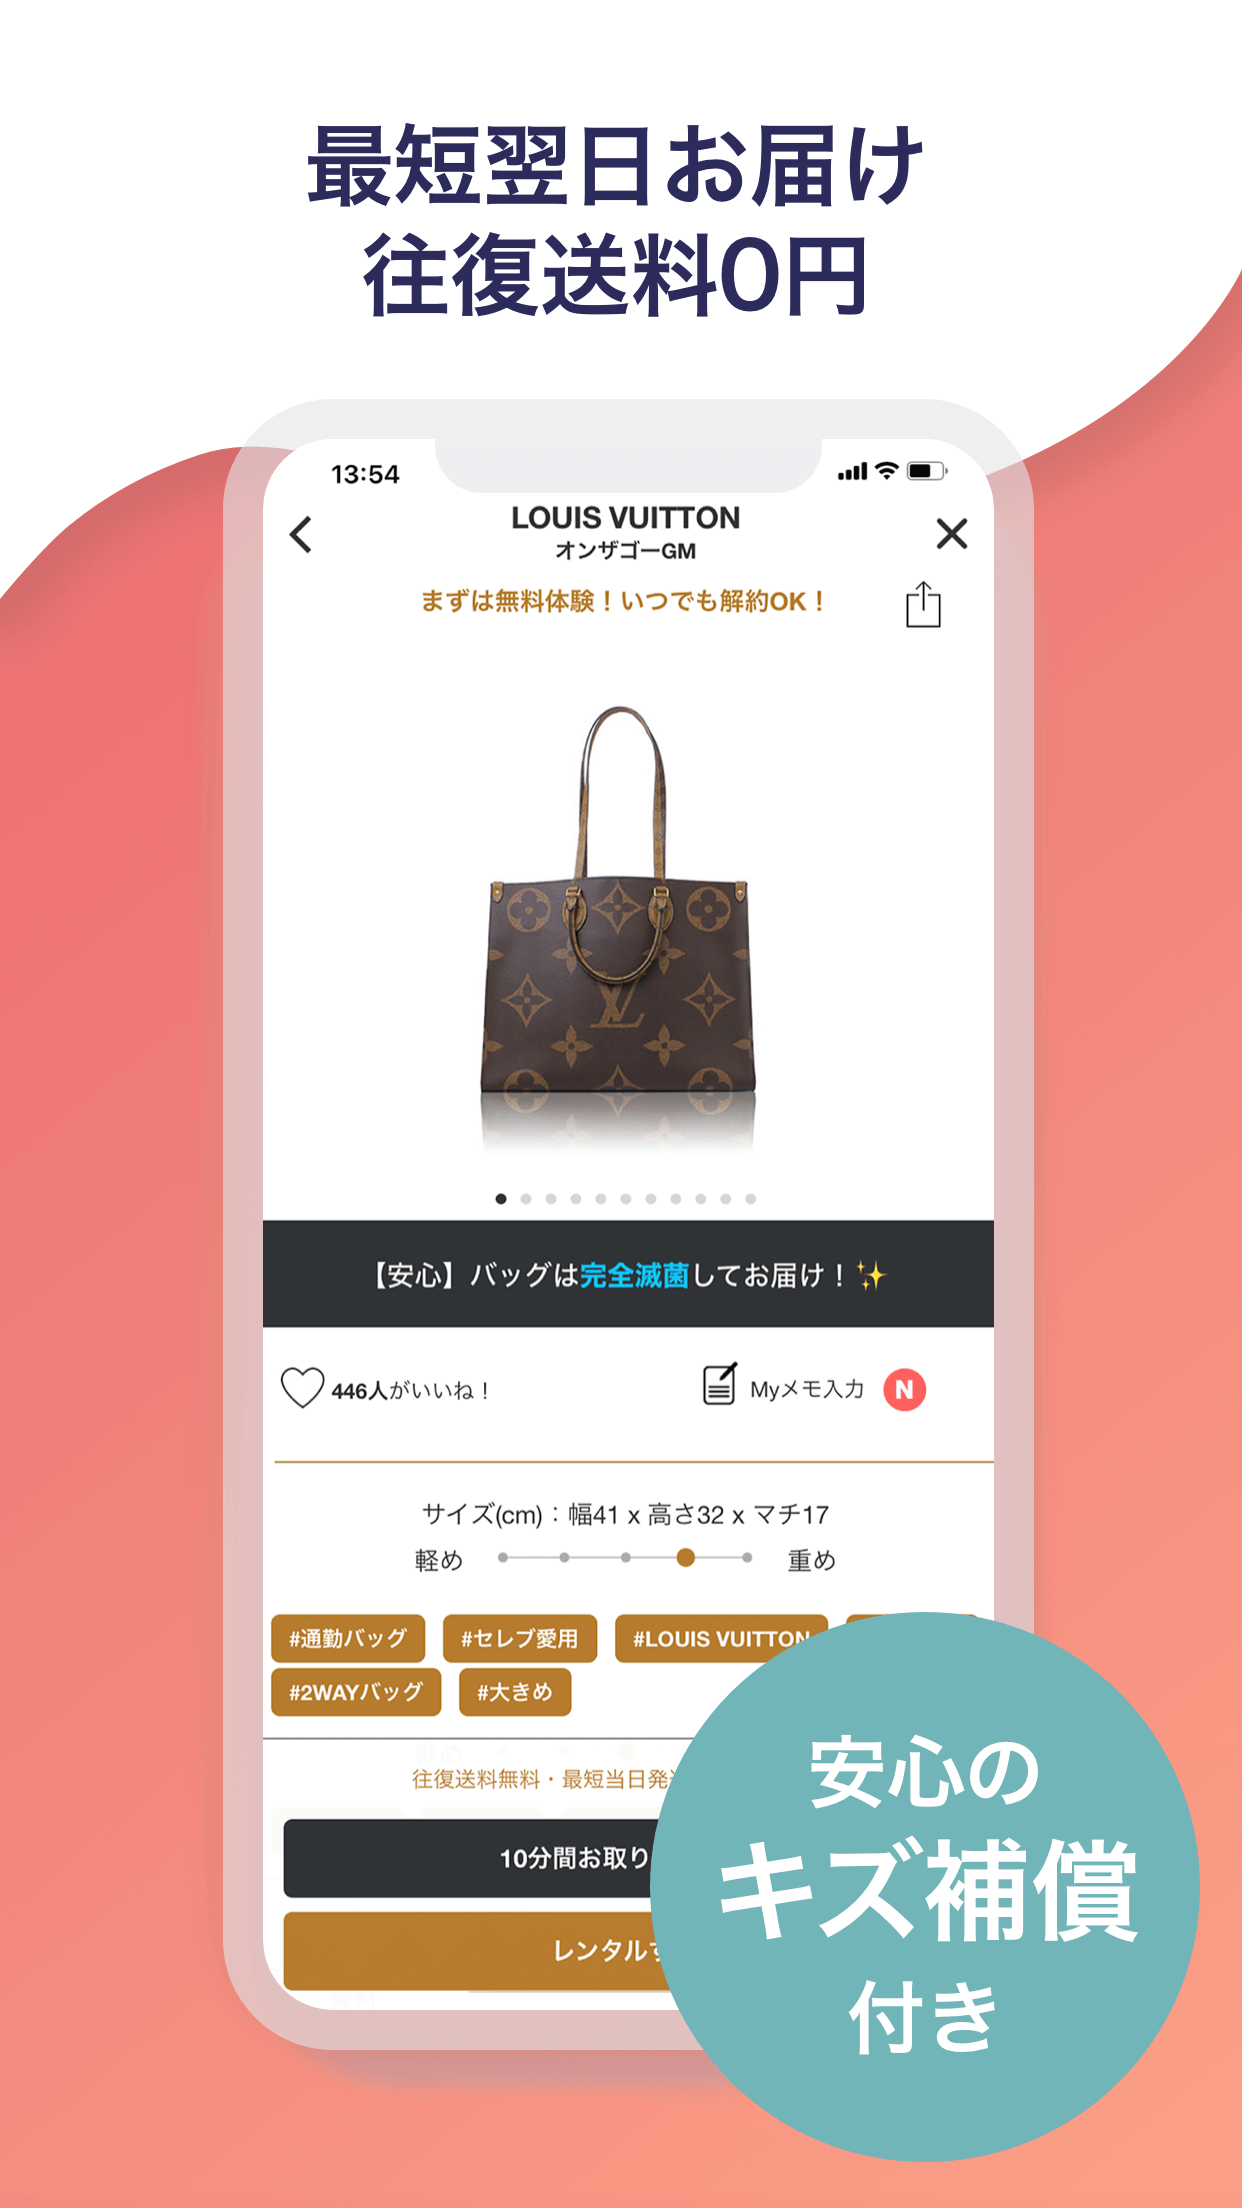 最短翌日お届け
往復送料0円
13:54
LOUIS VUITTON
オンザゴーGM
まずは無料体験！いつでも解約OK！
【安心】バッグは完全滅菌してお届け！✨
446人がいいね！
Myメモ入力 N
サイズ(cm)：幅41 x 高さ32 x マチ17
軽め 重め
#通勤バッグ #セレブ愛用 #LOUIS VUITTON
#2WAYバッグ #大きめ
往復送料無料・最短当日発
10分間お取り
レンタル
安心の
キズ補償
付き